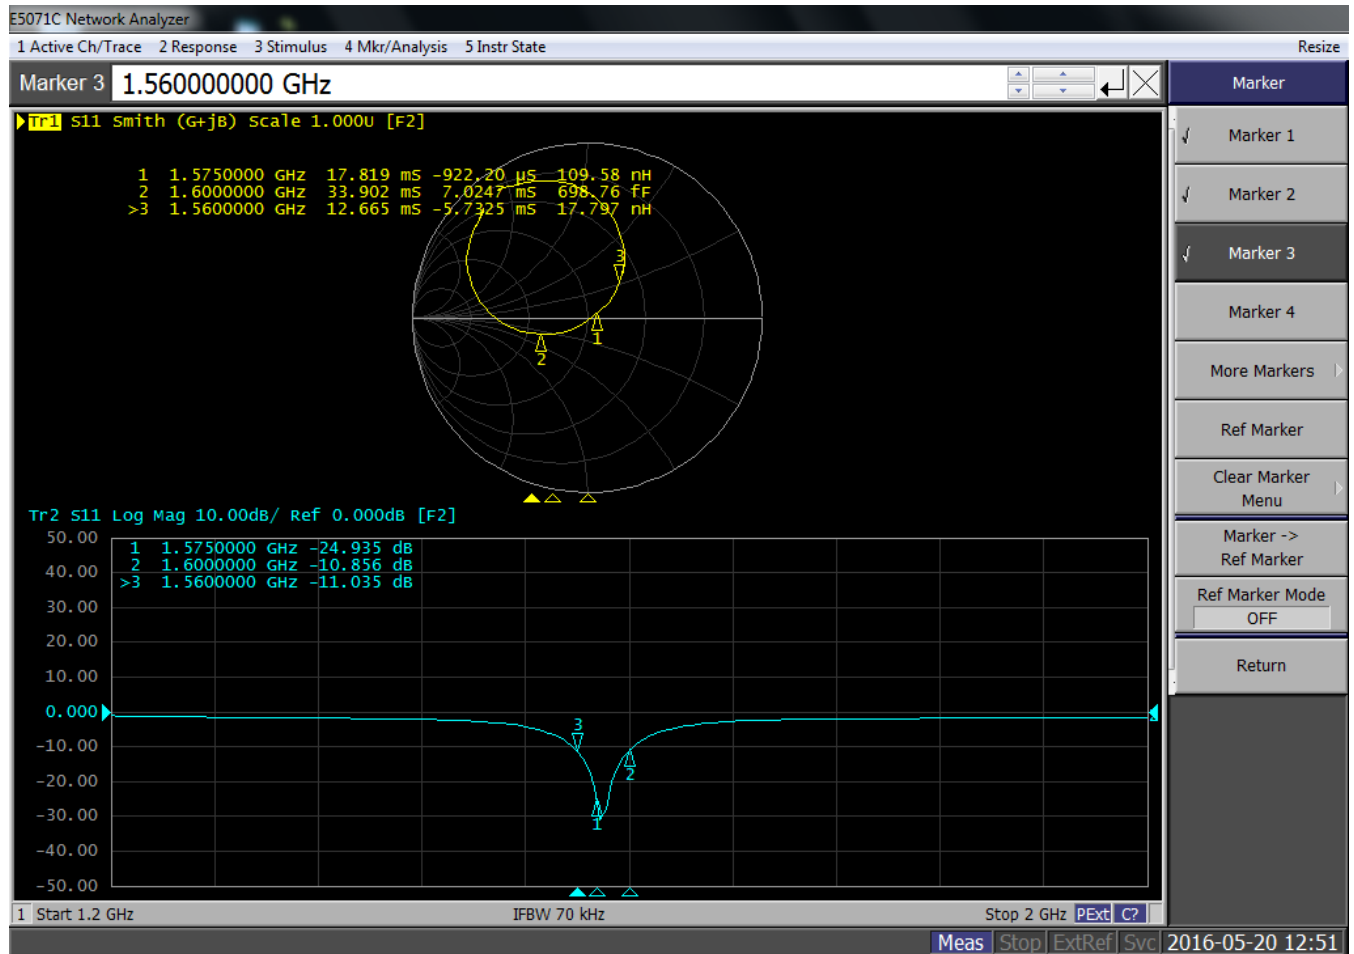 E5071C Network Analyzer
1 Active Ch/Trace 2 Response 3 Stimulus 4 Mkr/Analysis 5 Instr State Resize
Marker 3 1.560000000 GHz
Marker
Tr1 S11 Smith (G+jB) Scale 1.000U [F2]
1 1.5750000 GHz 17.819 mS -922.20 µS 109.58 nH
2 1.6000000 GHz 33.902 mS 7.0247 mS 698.76 fF
>3 1.5600000 GHz 12.665 mS -5.7325 mS 17.797 nH
3
1
2
Tr2 S11 Log Mag 10.00dB/ Ref 0.000dB [F2]
50.00
40.00
30.00
20.00
10.00
0.000
-10.00
-20.00
-30.00
-40.00
-50.00
1 1.5750000 GHz -24.935 dB
2 1.6000000 GHz -10.856 dB
>3 1.5600000 GHz -11.035 dB
3
2
1
Marker 1
Marker 2
Marker 3
Marker 4
More Markers
Ref Marker
Clear Marker
Menu
Marker ->
Ref Marker
Ref Marker Mode
OFF
Return
1 Start 1.2 GHz IFBW 70 kHz Stop 2 GHz PExt C?
Meas Stop ExtRef Svc 2016-05-20 12:51